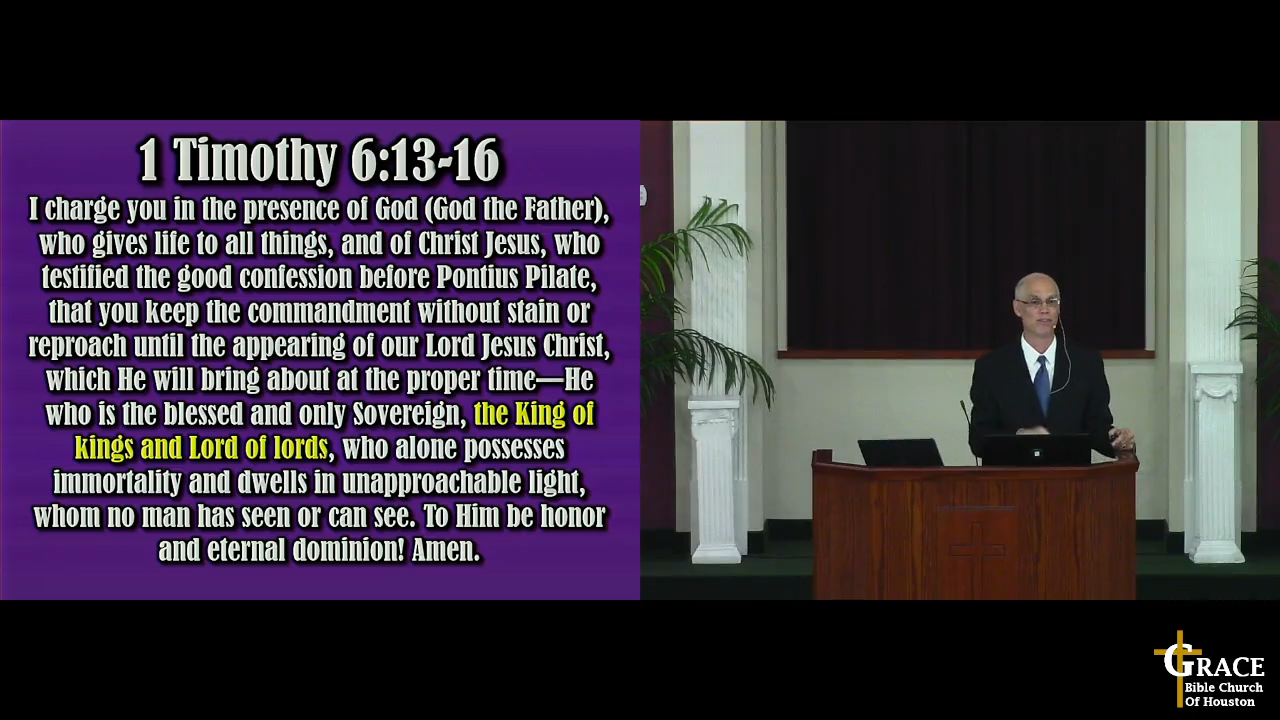 1 Timothy 6:13-16
I charge you in the presence of God (God the Father),
who gives life to all things, and of Christ Jesus, who
testified the good confession before Pontius Pilate,
that you keep the commandment without stain or
reproach until the appearing of our Lord Jesus Christ,
which He will bring about at the proper time—He
who is the blessed and only Sovereign, the King of
kings and Lord of lords, who alone possesses
immortality and dwells in unapproachable light,
whom no man has seen or can see. To Him be honor
and eternal dominion! Amen.
GRACE
Bible Church
Of Houston